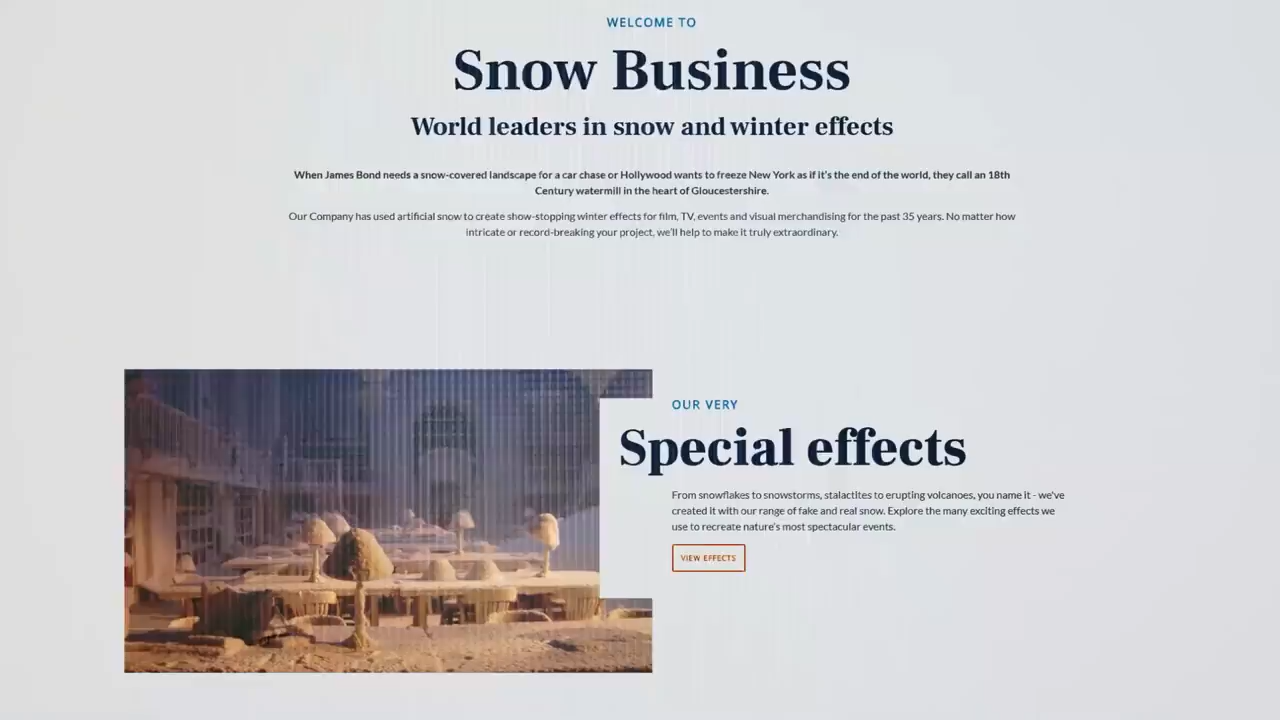 WELCOME TO
Snow Business
World leaders in snow and winter effects
When James Bond needs a snow-covered landscape for a car chase or Hollywood wants to freeze New York as if it's the end of the world, they call an 18th
Century watermill in the heart of Gloucestershire.
Our Company has used artificial snow to create show-stopping winter effects for film, TV, events and visual merchandising for the past 35 years. No matter how
intricate or record-breaking your project, we'll help to make it truly extraordinary.
OUR VERY
Special effects
From snowflakes to snowstorms, stalactites to erupting volcanoes, you name it - we've
created it with our range of fake and real snow. Explore the many exciting effects we
use to recreate nature's most spectacular events.
VIEW EFFECTS